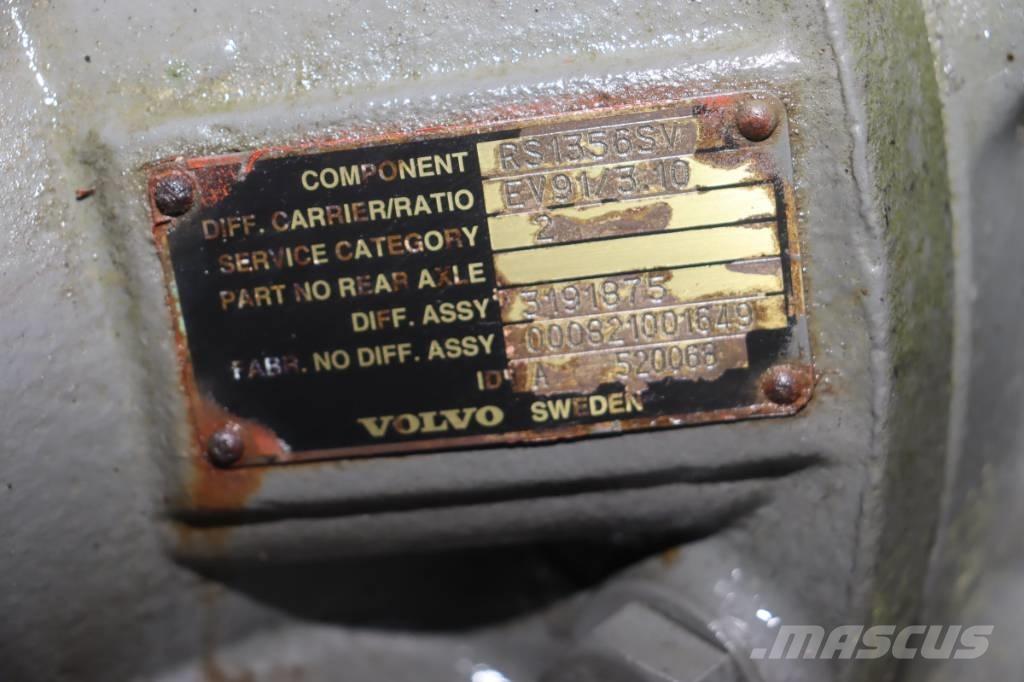 COMPONENT RS1356SV
DIFF. CARRIER/RATIO EV91/3.10
SERVICE CATEGORY 2
PART NO REAR AXLE
DIFF. ASSY 3191875
FABR. NO DIFF. ASSY 000821001649
ID A 520068
VOLVO SWEDEN
MASCUS